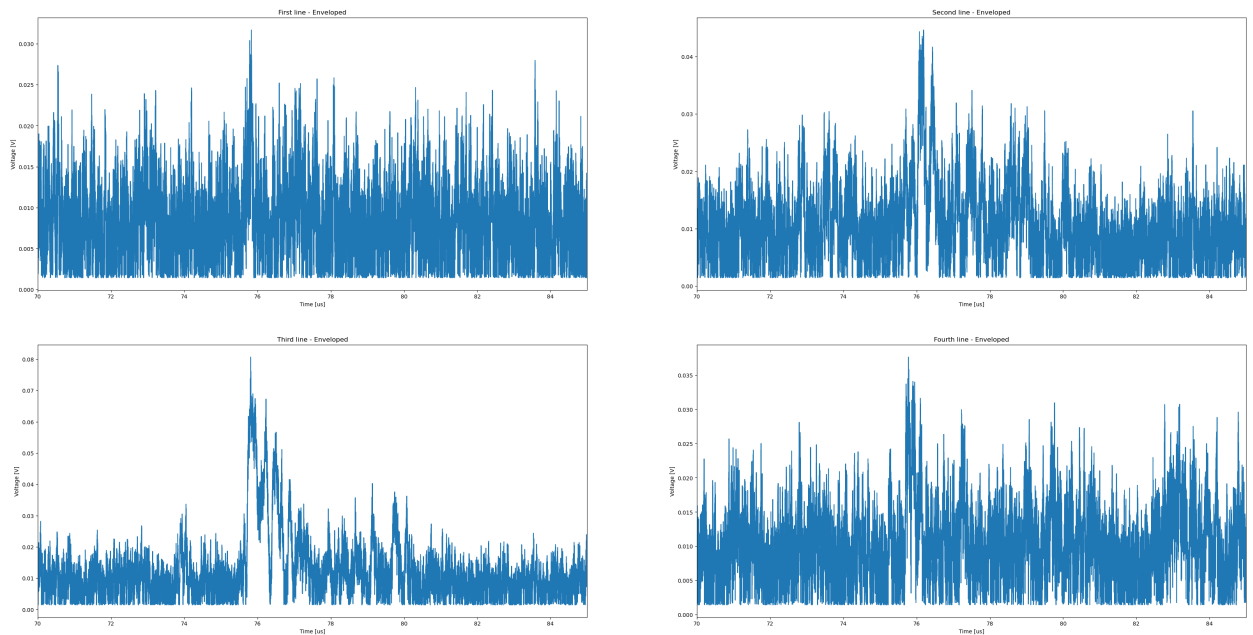 First line - Enveloped
Voltage [V]
0.030
0.025
0.020
0.015
0.010
0.005
0.000
70 72 74 76 78 80 82 84
Time [us]
Second line - Enveloped
Voltage [V]
0.04
0.03
0.02
0.01
0.00
70 72 74 76 78 80 82 84
Time [us]
Third line - Enveloped
Voltage [V]
0.08
0.07
0.06
0.05
0.04
0.03
0.02
0.01
0.00
70 72 74 76 78 80 82 84
Time [us]
Fourth line - Enveloped
Voltage [V]
0.035
0.030
0.025
0.020
0.015
0.010
0.005
0.000
70 72 74 76 78 80 82 84
Time [us]